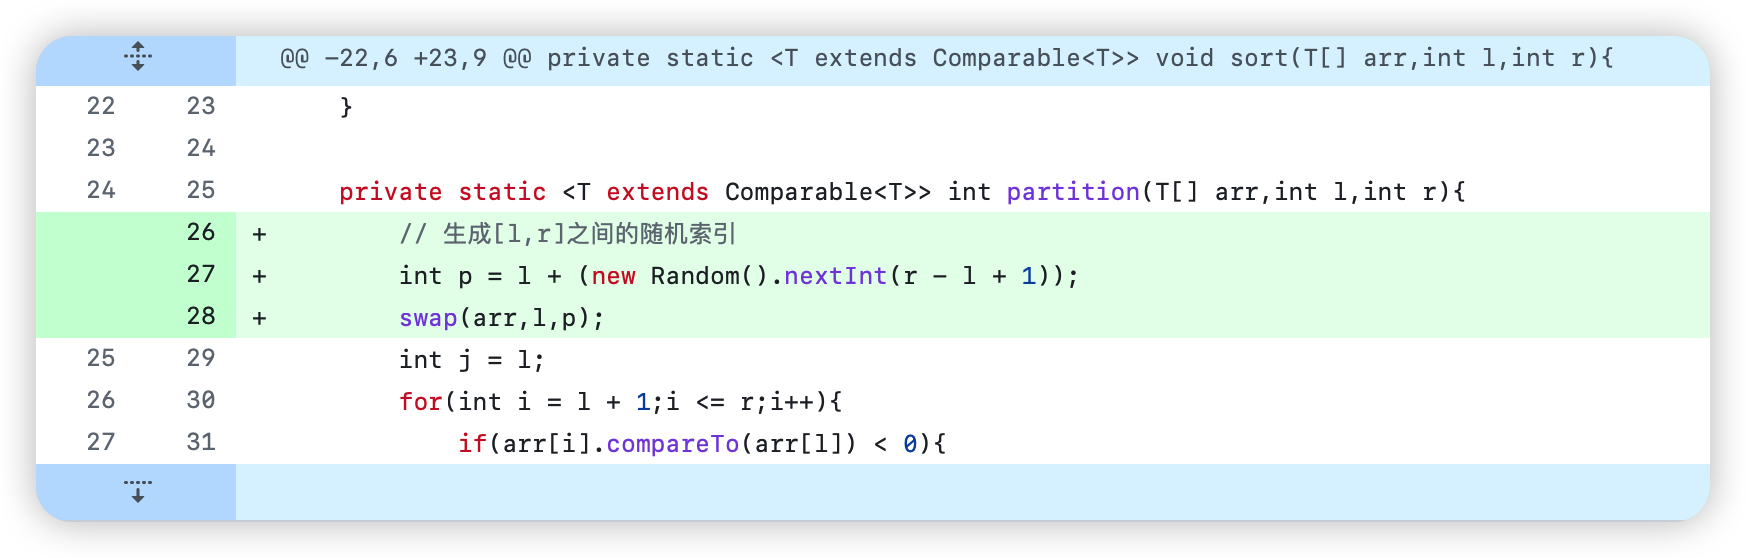 @@ -22,6 +23,9 @@ private static <T extends Comparable<T>> void sort(T[] arr,int l,int r){
22 23 }
23 24
24 25 private static <T extends Comparable<T>> int partition(T[] arr,int l,int r){
26 + // 生成[l,r]之间的随机索引
27 + int p = l + (new Random().nextInt(r - l + 1));
28 + swap(arr,l,p);
25 29 int j = l;
26 30 for(int i = l + 1;i <= r;i++){
27 31 if(arr[i].compareTo(arr[l]) < 0){